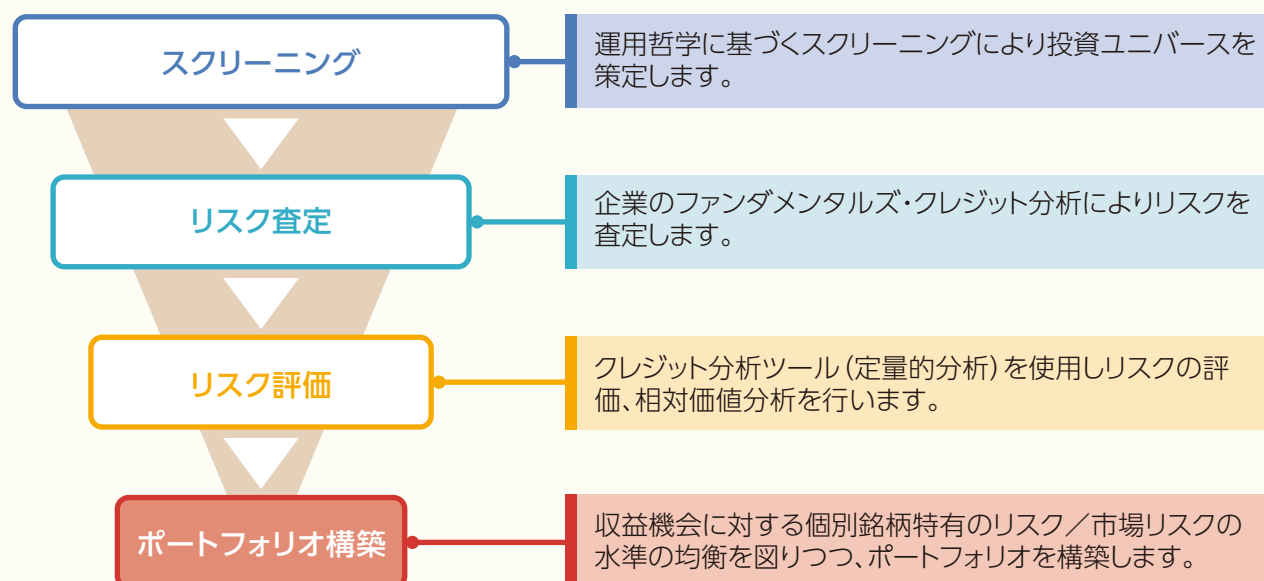 スクリーニング
運用哲学に基づくスクリーニングにより投資ユニバースを
策定します。
リスク査定
企業のファンダメンタルズ・クレジット分析によりリスクを
査定します。
リスク評価
クレジット分析ツール(定量的分析)を使用しリスクの評
価、相対価値分析を行います。
ポートフォリオ構築
収益機会に対する個別銘柄特有のリスク／市場リスクの
水準の均衡を図りつつ、ポートフォリオを構築します。